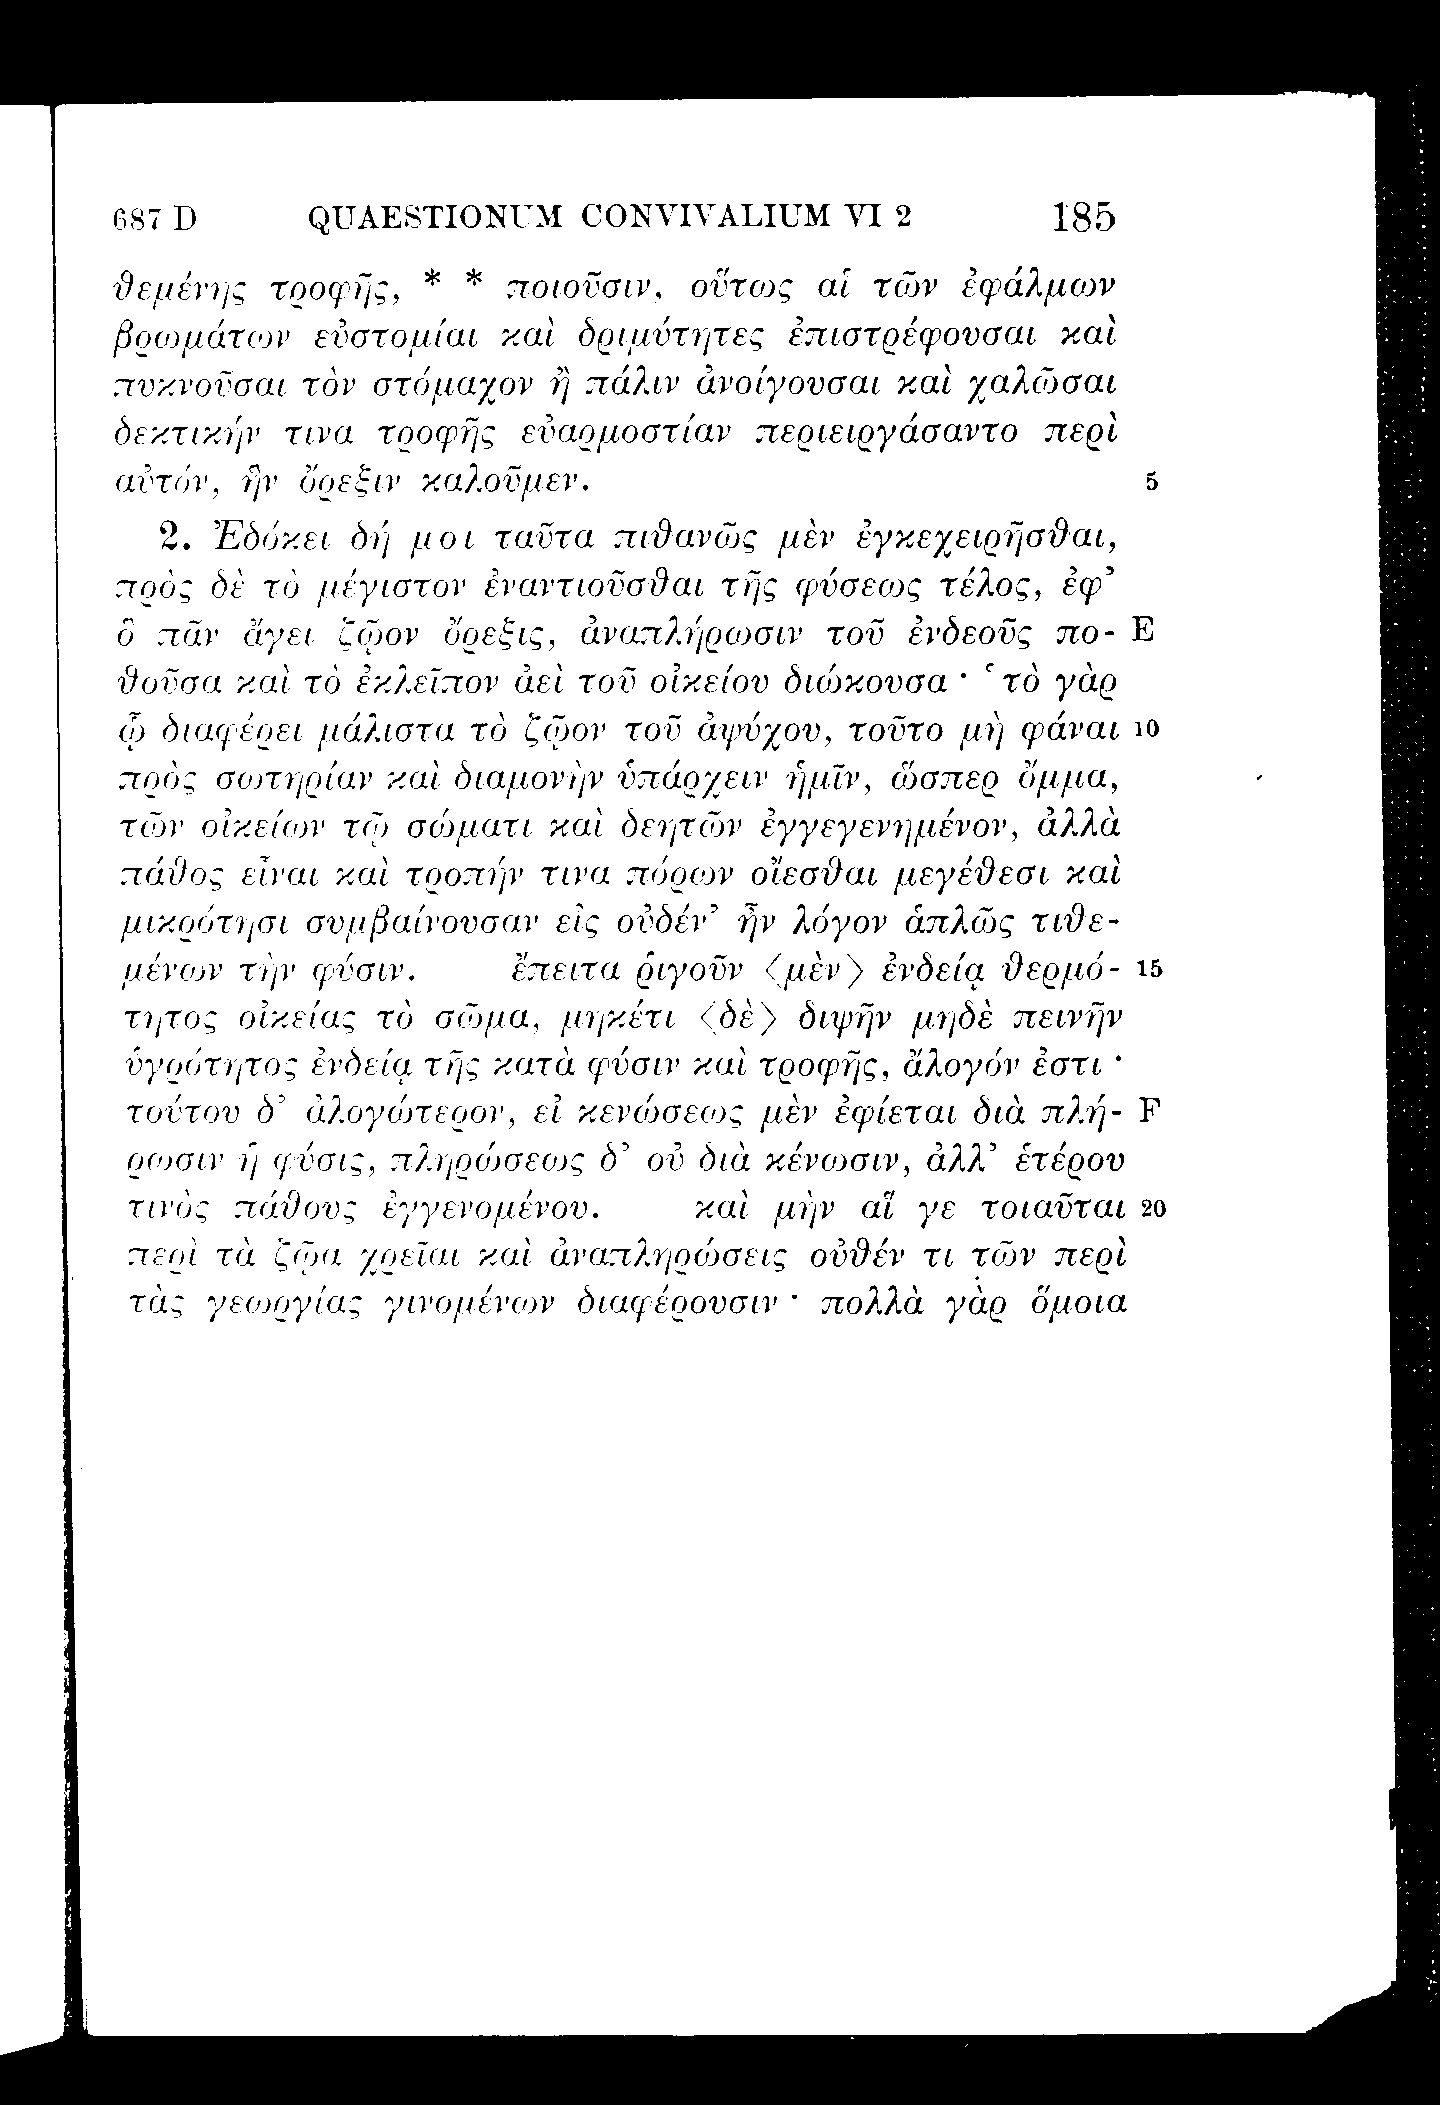 687 D QUAESTIONUM CONVIVALIUM VI 2 185
θεμένης τροφῆς, * * ποιοῦσιν, οὕτως αἱ τῶν ἐφάλμων
βρωμάτων εὐστομίαι καὶ δριμύτητες ἐπιστρέφουσαι καὶ
πυκνοῦσαι τὸν στόμαχον ἢ πάλιν ἀνοίγουσαι καὶ χαλῶσαι
δεκτικήν τινα τροφῆς εὐαρμοστίαν περιειργάσαντο περὶ
αὐτόν, ἣν ὄρεξιν καλοῦμεν. 5
2. Ἐδόκει δή μοι ταῦτα πιθανῶς μὲν ἐγκεχειρῆσθαι,
πρὸς δὲ τὸ μέγιστον ἐναντιοῦσθαι τῆς φύσεως τέλος, ἐφ’
ὃ πᾶν ἄγει ζῷον ὄρεξις, ἀναπλήρωσιν τοῦ ἐνδεοῦς πο- E
θοῦσα καὶ τὸ ἐκλεῖπον ἀεὶ τοῦ οἰκείου διώκουσα · ‘τὸ γὰρ
ᾧ διαφέρει μάλιστα τὸ ζῷον τοῦ ἀψύχου, τοῦτο μὴ φάναι 10
πρὸς σωτηρίαν καὶ διαμονὴν ὑπάρχειν ἡμῖν, ὥσπερ ὄμμα,
τῶν οἰκείων τῷ σώματι καὶ δεητῶν ἐγγεγενημένον, ἀλλὰ
πάθος εἶναι καὶ τροπήν τινα πόρων οἴεσθαι μεγέθεσι καὶ
μικρότησι συμβαίνουσαν εἰς οὐδέν’ ἦν λόγον ἁπλῶς τιθε-
μένων τὴν φύσιν. ἔπειτα ῥιγοῦν ⟨μὲν⟩ ἐνδείᾳ θερμό- 15
τητος οἰκείας τὸ σῶμα, μηκέτι ⟨δὲ⟩ διψῆν μηδὲ πεινῆν
ὑγρότητος ἐνδείᾳ τῆς κατὰ φύσιν καὶ τροφῆς, ἄλογόν ἐστι ·
τούτου δ’ ἀλογώτερον, εἰ κενώσεως μὲν ἐφίεται διὰ πλή- F
ρωσιν ἡ φύσις, πληρώσεως δ’ οὐ διὰ κένωσιν, ἀλλ’ ἑτέρου
τινὸς πάθους ἐγγενομένου. καὶ μὴν αἵ γε τοιαῦται 20
περὶ τὰ ζῷα χρεῖαι καὶ ἀναπληρώσεις οὐθέν τι τῶν περὶ
τὰς γεωργίας γινομένων διαφέρουσιν · πολλὰ γὰρ ὅμοια